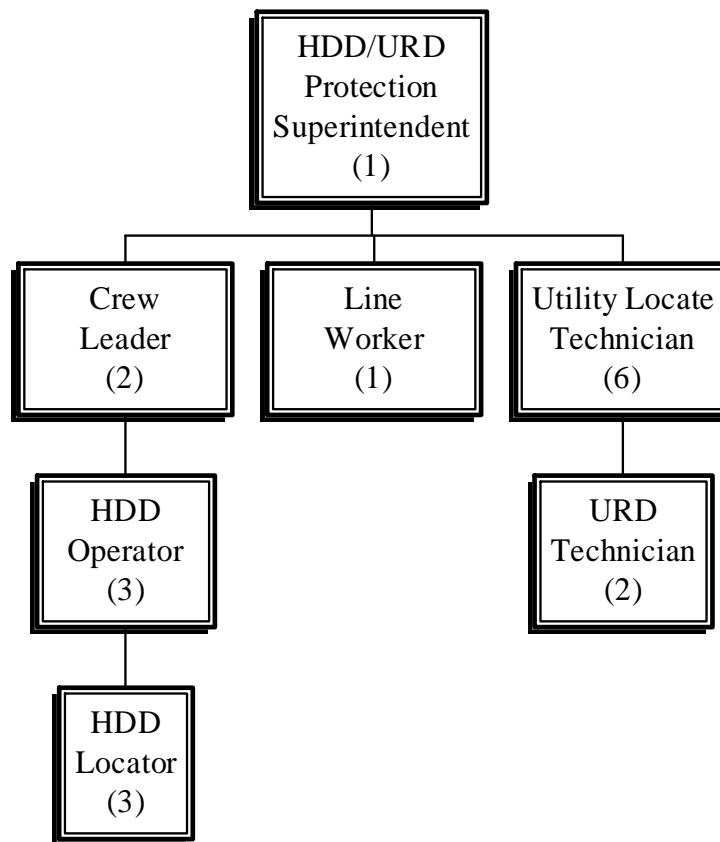 HDD/URD
Protection
Superintendent
(1)
Crew
Leader
(2)
Line
Worker
(1)
Utility Locate
Technician
(6)
HDD
Operator
(3)
URD
Technician
(2)
HDD
Locator
(3)